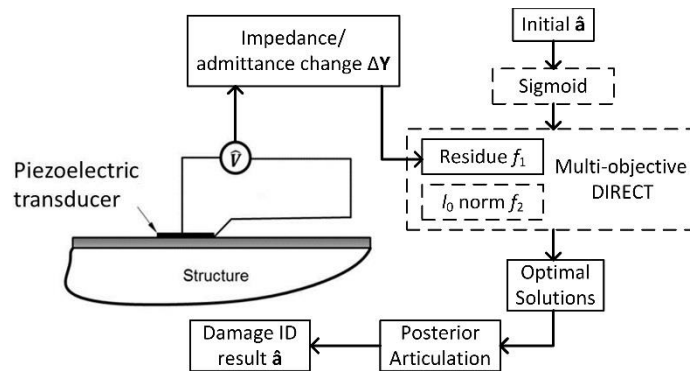 Impedance/
admittance change ΔY
Initial â
Sigmoid
Residue f₁
l₀ norm f₂
Multi-objective
DIRECT
V̂
Piezoelectric
transducer
Structure
Optimal
Solutions
Posterior
Articulation
Damage ID
result â